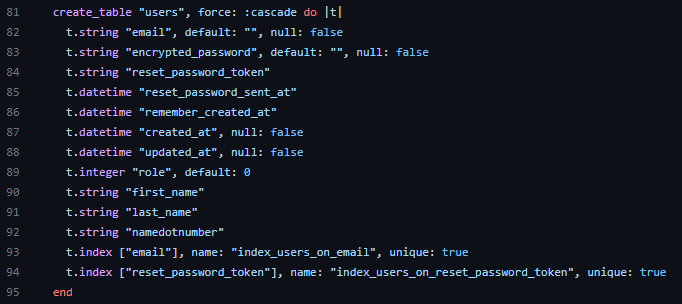 81 create_table "users", force: :cascade do |t|
82 t.string "email", default: "", null: false
83 t.string "encrypted_password", default: "", null: false
84 t.string "reset_password_token"
85 t.datetime "reset_password_sent_at"
86 t.datetime "remember_created_at"
87 t.datetime "created_at", null: false
88 t.datetime "updated_at", null: false
89 t.integer "role", default: 0
90 t.string "first_name"
91 t.string "last_name"
92 t.string "namedotnumber"
93 t.index ["email"], name: "index_users_on_email", unique: true
94 t.index ["reset_password_token"], name: "index_users_on_reset_password_token", unique: true
95 end